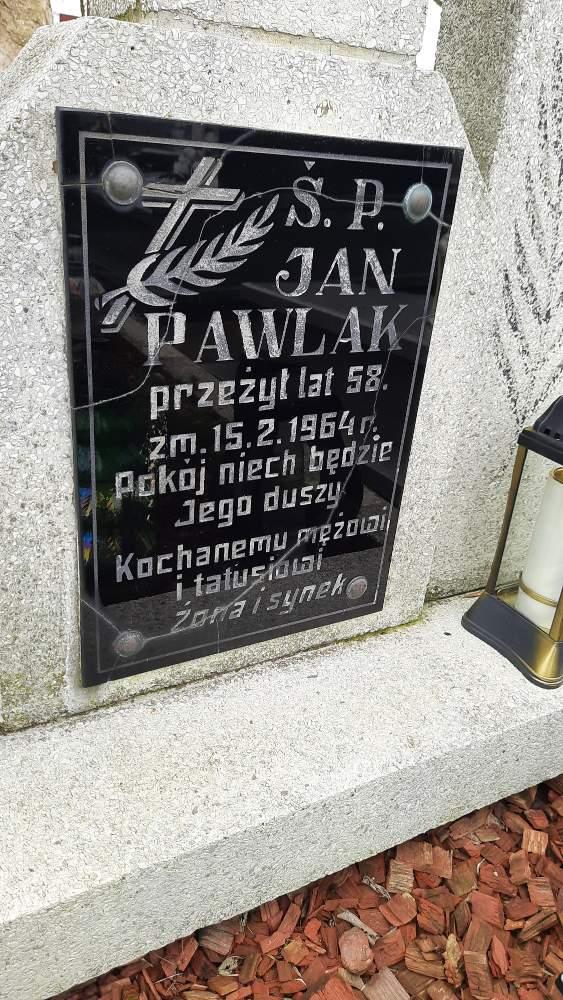 Š. P.
JAN
PAWLAK
przeżył lat 58.
zm. 15.2.1964 r.
Pokój niech będzie
Jego duszy
Kochanemu mężowi
i tatusiowi
żona i synek